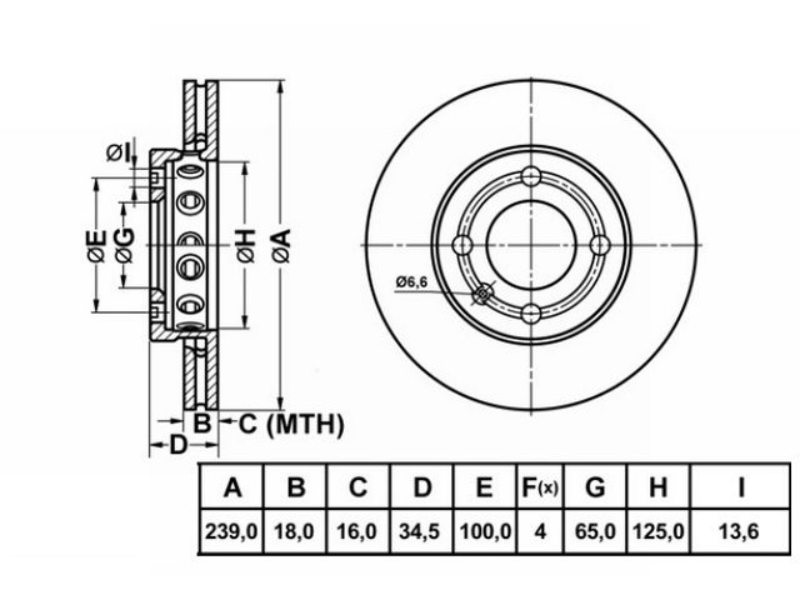 ØI
ØE
ØG
ØH
ØA
Ø6,6
B
C (MTH)
D
A B C D E F(x) G H I
239,0 18,0 16,0 34,5 100,0 4 65,0 125,0 13,6